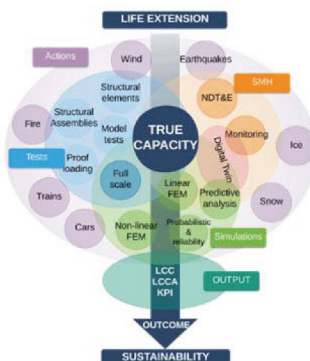 LIFE EXTENSION
Actions
Wind
Earthquakes
Structural
elements
SMH
NDT&E
Fire
Structural
Assemblies
Model
tests
TRUE
CAPACITY
Monitoring
Ice
Tests
Proof
loading
Digital Twin
Full
scale
Linear
FEM
Predictive
analysis
Trains
Snow
Cars
Non-linear
FEM
Probabilistic
&
reliability
Simulations
LCC
LCCA
KPI
OUTPUT
OUTCOME
SUSTAINABILITY